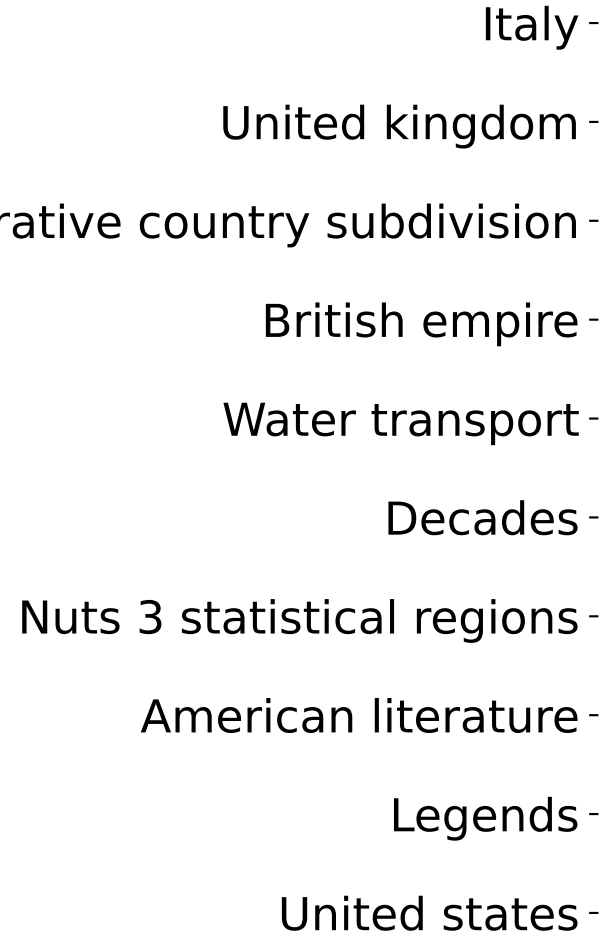 Italy
United kingdom
country subdivision
British empire
Water transport
Decades
Nuts 3 statistical regions
American literature
Legends
United states